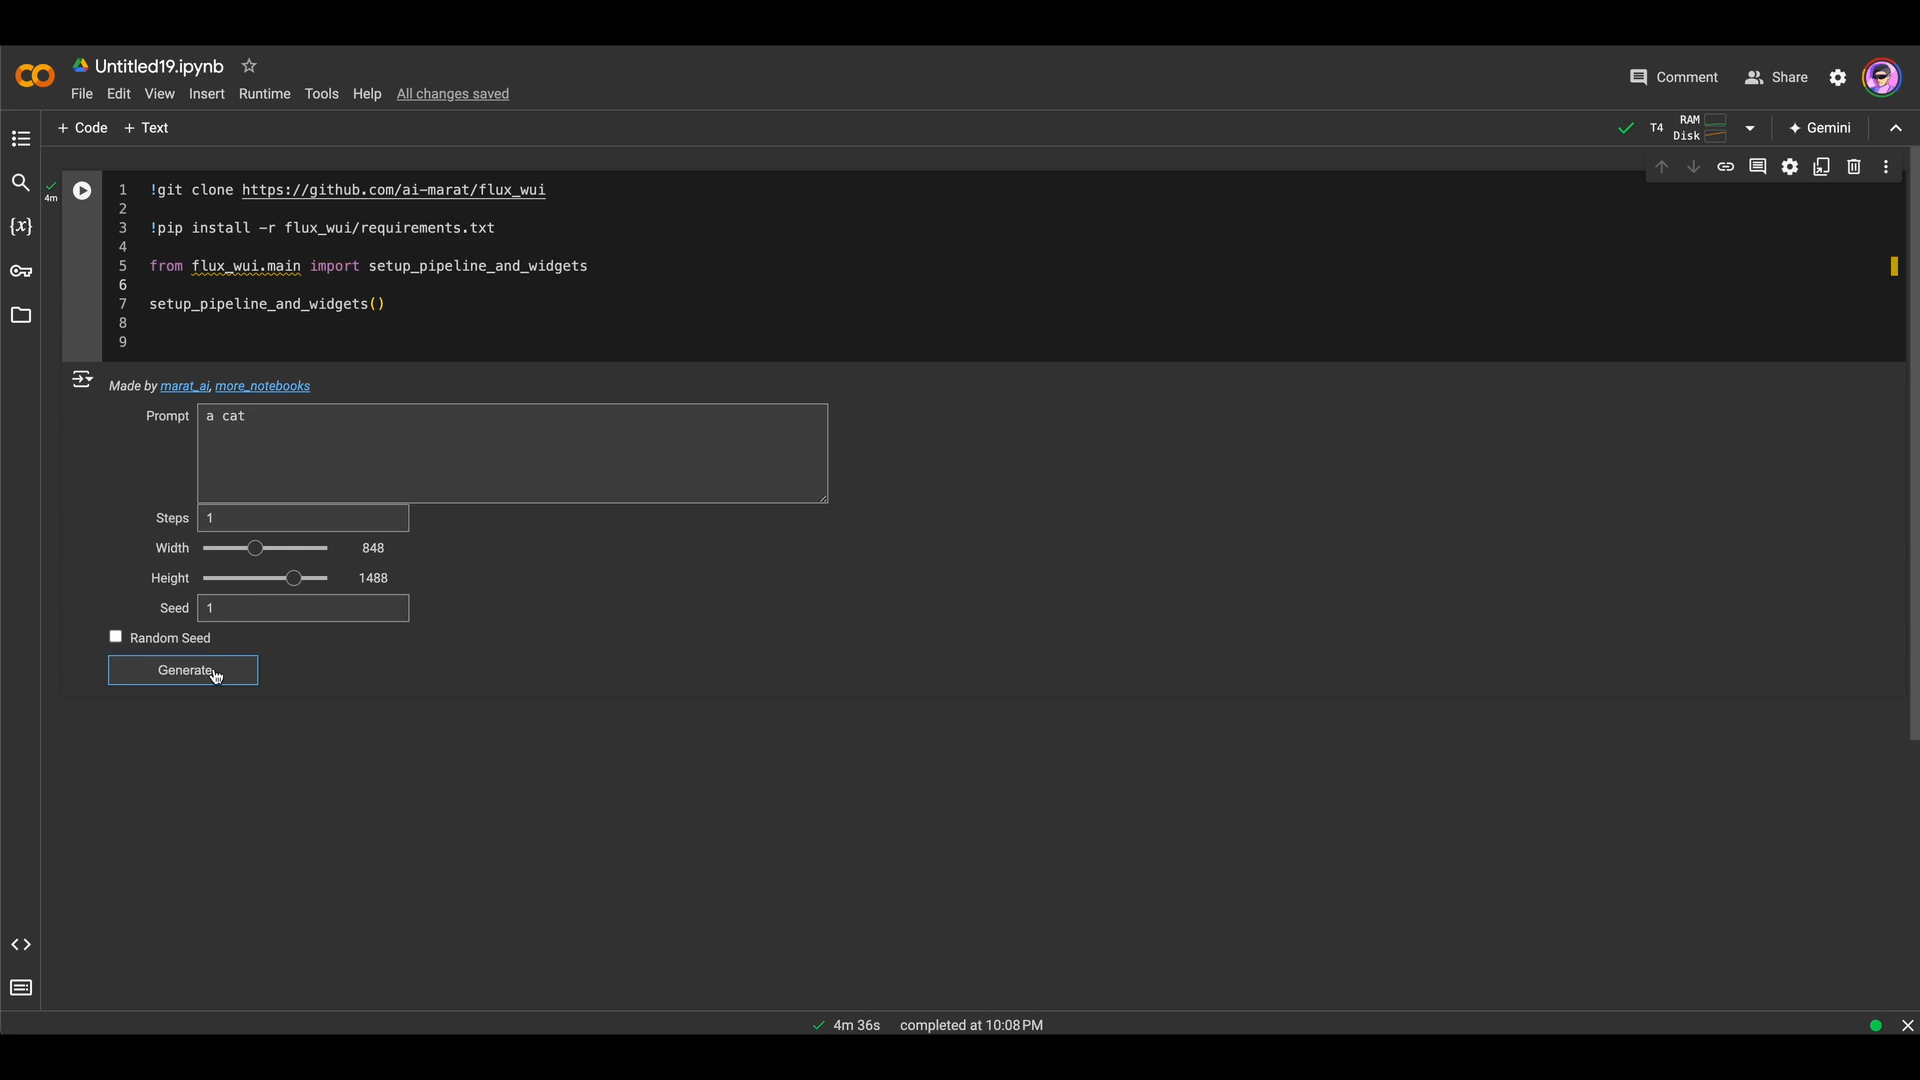 Untitled19.ipynb
File Edit View Insert Runtime Tools Help All changes saved
Comment Share
+ Code + Text
T4 RAM Disk Gemini
4m
1 !git clone https://github.com/ai-marat/flux_wui
2
3 !pip install -r flux_wui/requirements.txt
4
5 from flux_wui.main import setup_pipeline_and_widgets
6
7 setup_pipeline_and_widgets()
8
9
{x}
Made by marat_ai, more_notebooks
Prompt a cat
Steps 1
Width 848
Height 1488
Seed 1
Random Seed
Generate
4m 36s completed at 10:08 PM